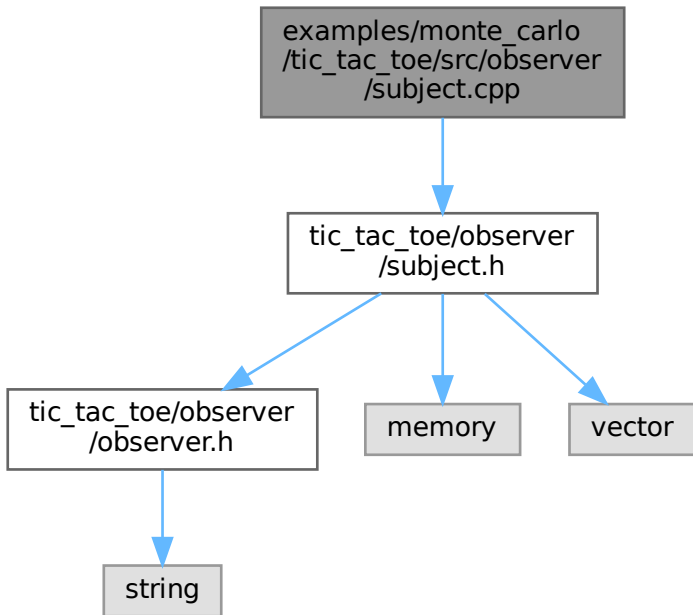 examples/monte_carlo
/tic_tac_toe/src/observer
/subject.cpp
tic_tac_toe/observer
/subject.h
tic_tac_toe/observer
/observer.h
memory
vector
string